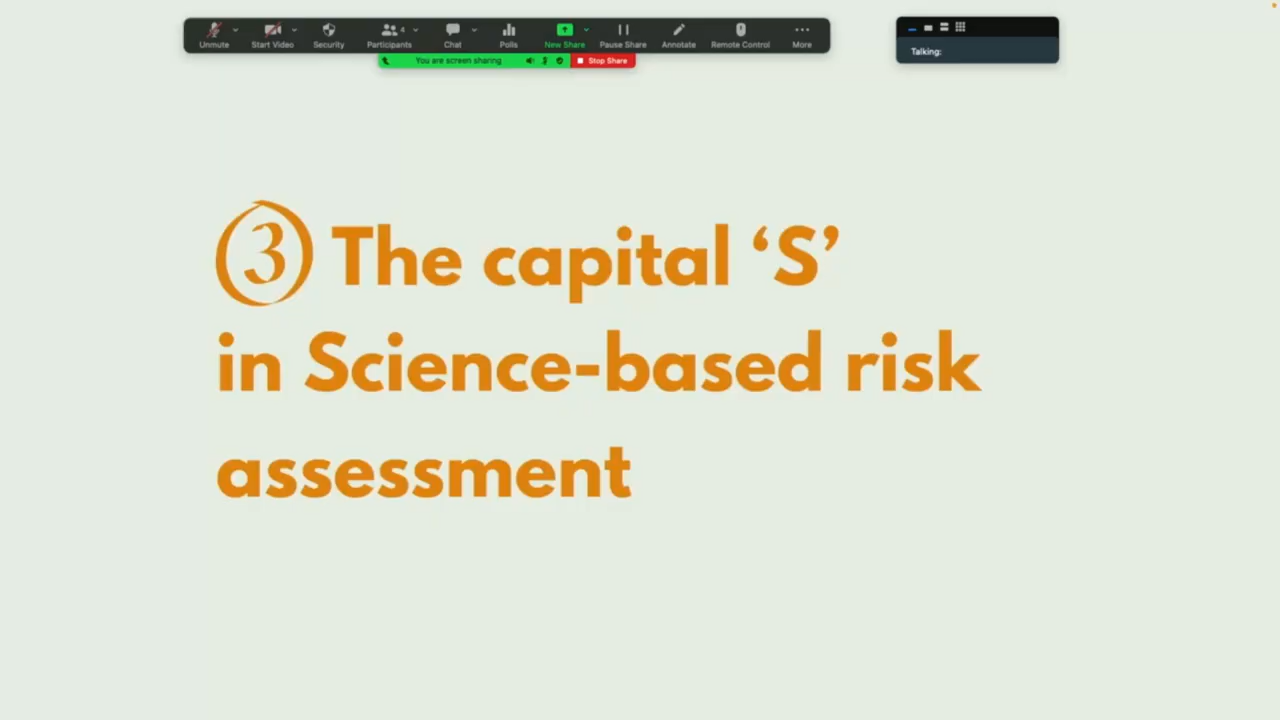 Unmute
Start Video
Security
Participants
4
Chat
Polls
New Share
Pause Share
Annotate
Remote Control
More
You are screen sharing
Stop Share
Talking:
3 The capital ‘S’
in Science-based risk
assessment